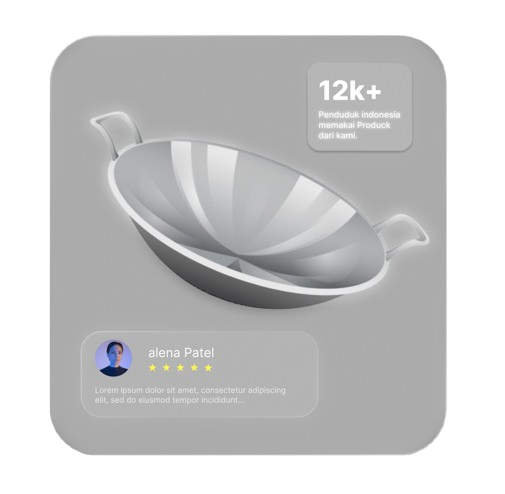 12k+
Penduduk indonesia
memakai Produck
dari kami.
alena Patel
Lorem ipsum dolor sit amet, consectetur adipiscing
elit, sed do eiusmod tempor incididunt...